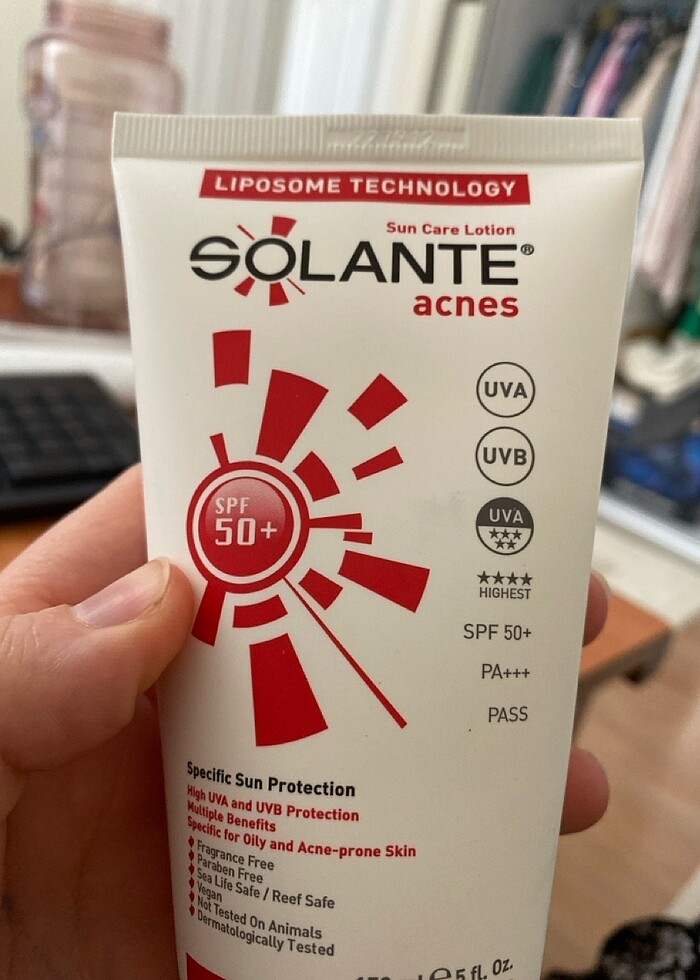 LIPOSOME TECHNOLOGY
Sun Care Lotion
SOLANTE®
acnes
UVA
UVB
UVA
★★★
★★
★★★★
HIGHEST
SPF
50+
SPF 50+
PA+++
PASS
Specific Sun Protection
High UVA and UVB Protection
Multiple Benefits
Specific for Oily and Acne-prone Skin
Fragrance Free
Paraben Free
Sea Life Safe / Reef Safe
Vegan
Not Tested On Animals
Dermatologically Tested
℮ 5 fl. Oz.